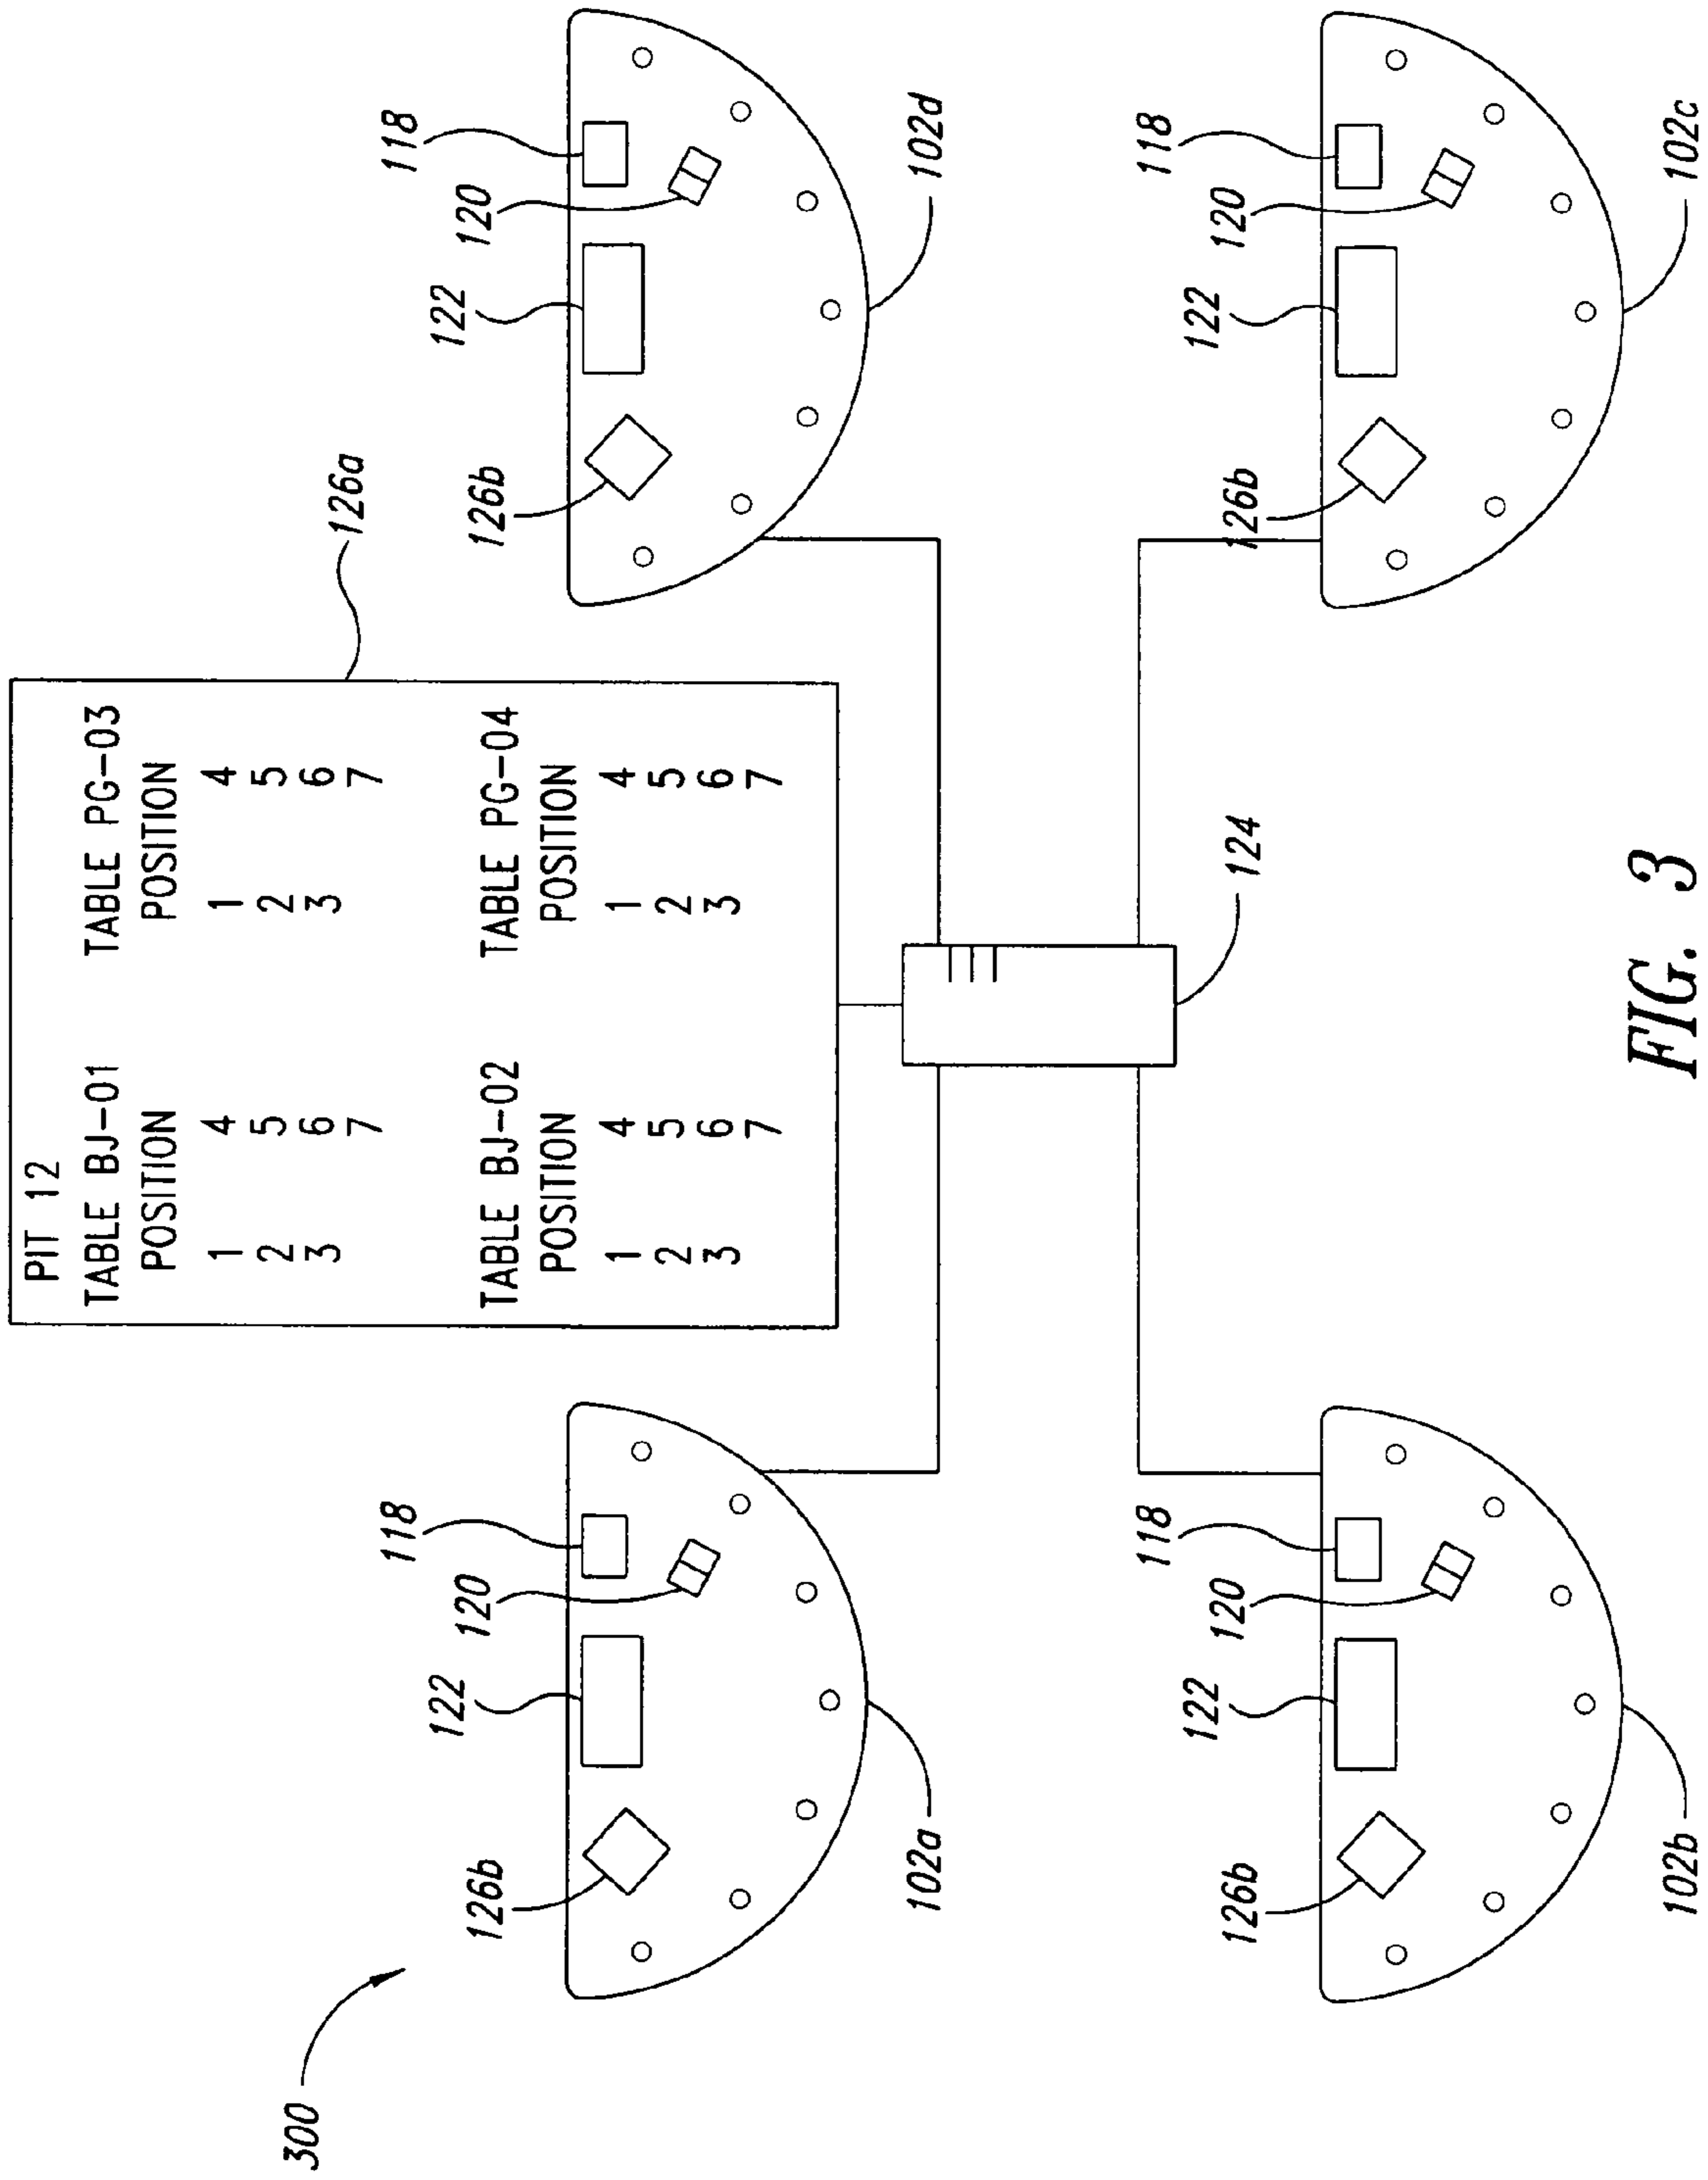 300
126a
PIT 12
TABLE BJ-01 TABLE PG-03
POSITION POSITION
1 4 1 4
2 5 2 5
3 6 3 6
7 7
TABLE BJ-02 TABLE PG-04
POSITION POSITION
1 4 1 4
2 5 2 5
3 6 3 6
7 7
126b
122
120
118
102a
126b
122
120
118
102d
124
126b
122
120
118
102b
126b
122
120
118
102c
FIG. 3